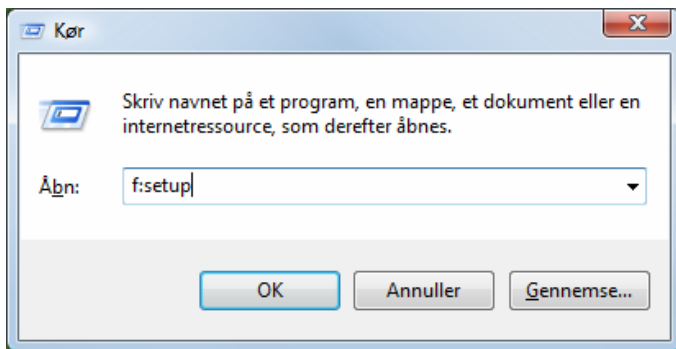 Kør
Skriv navnet på et program, en mappe, et dokument eller en
internetressource, som derefter åbnes.
Åbn:
f:setup
OK
Annuller
Gennemse...